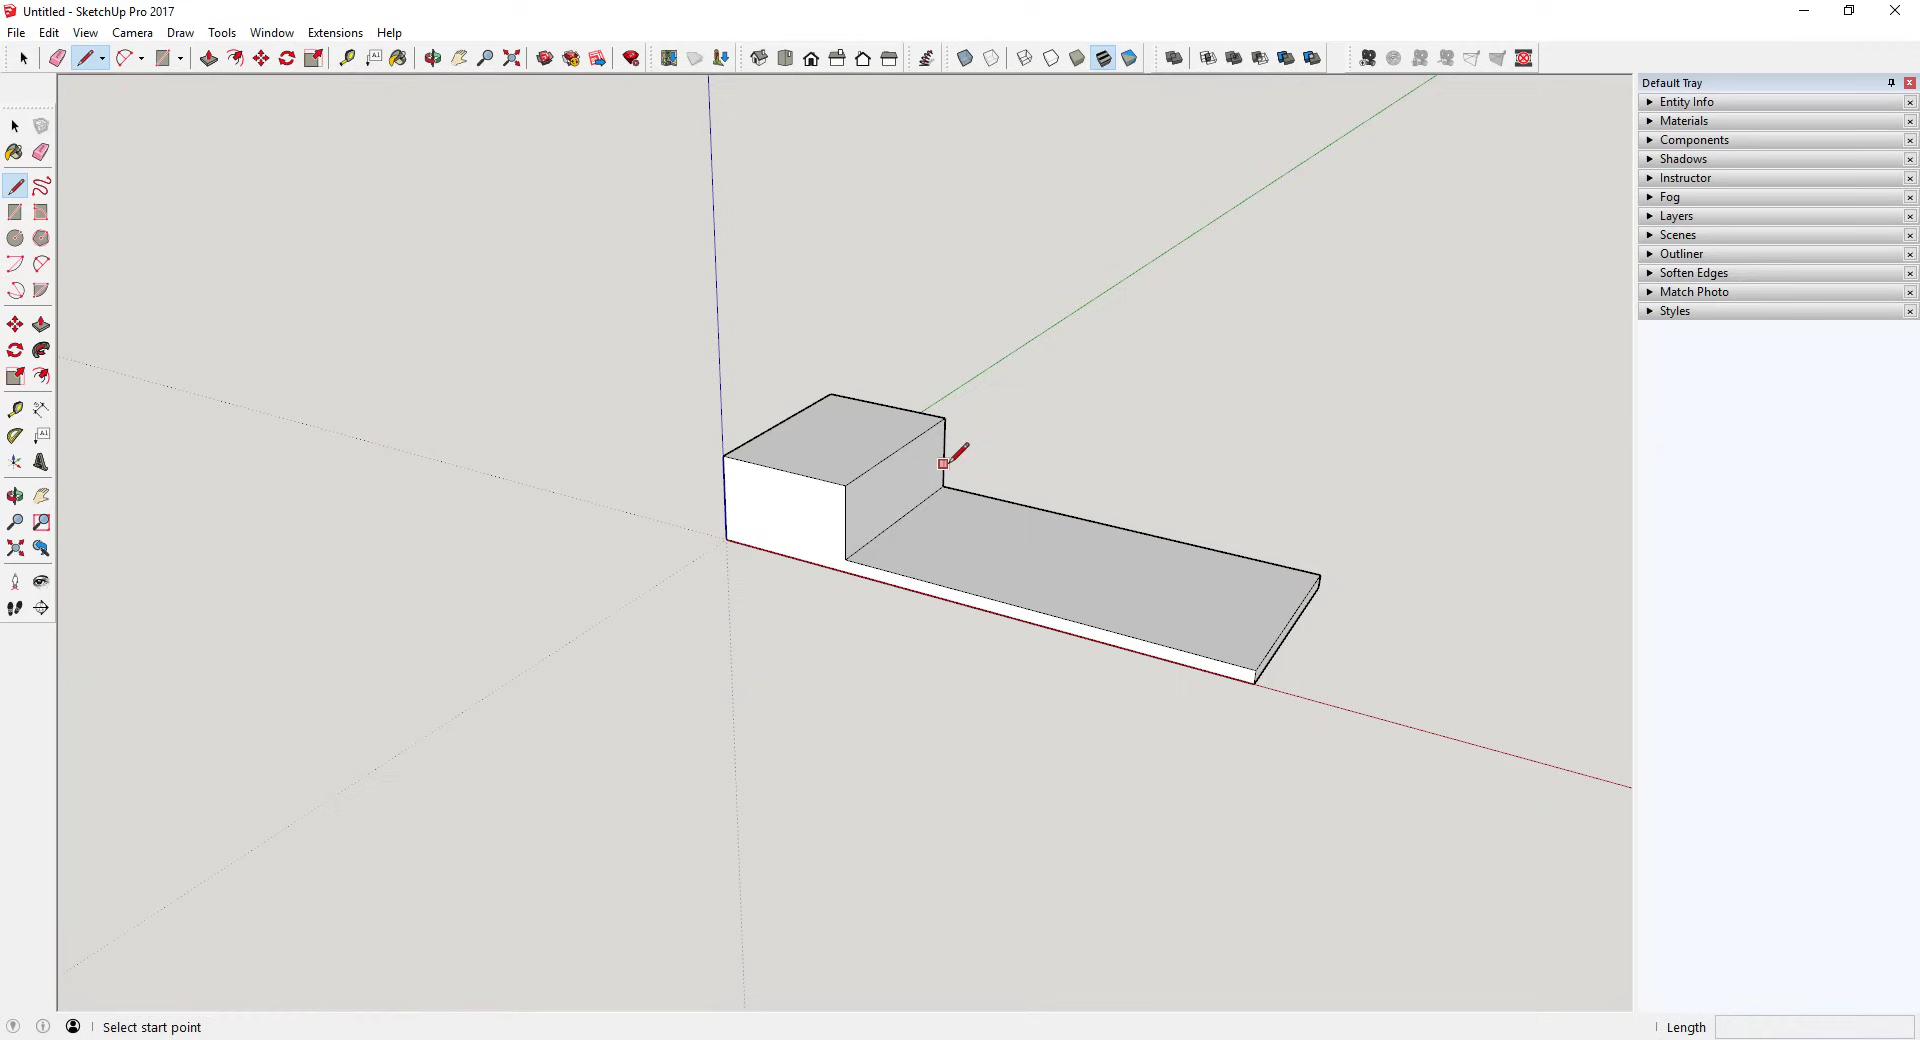 Untitled - SketchUp Pro 2017
File Edit View Camera Draw Tools Window Extensions Help
Default Tray
Entity Info
Materials
Components
Shadows
Instructor
Fog
Layers
Scenes
Outliner
Soften Edges
Match Photo
Styles
Select start point
Length